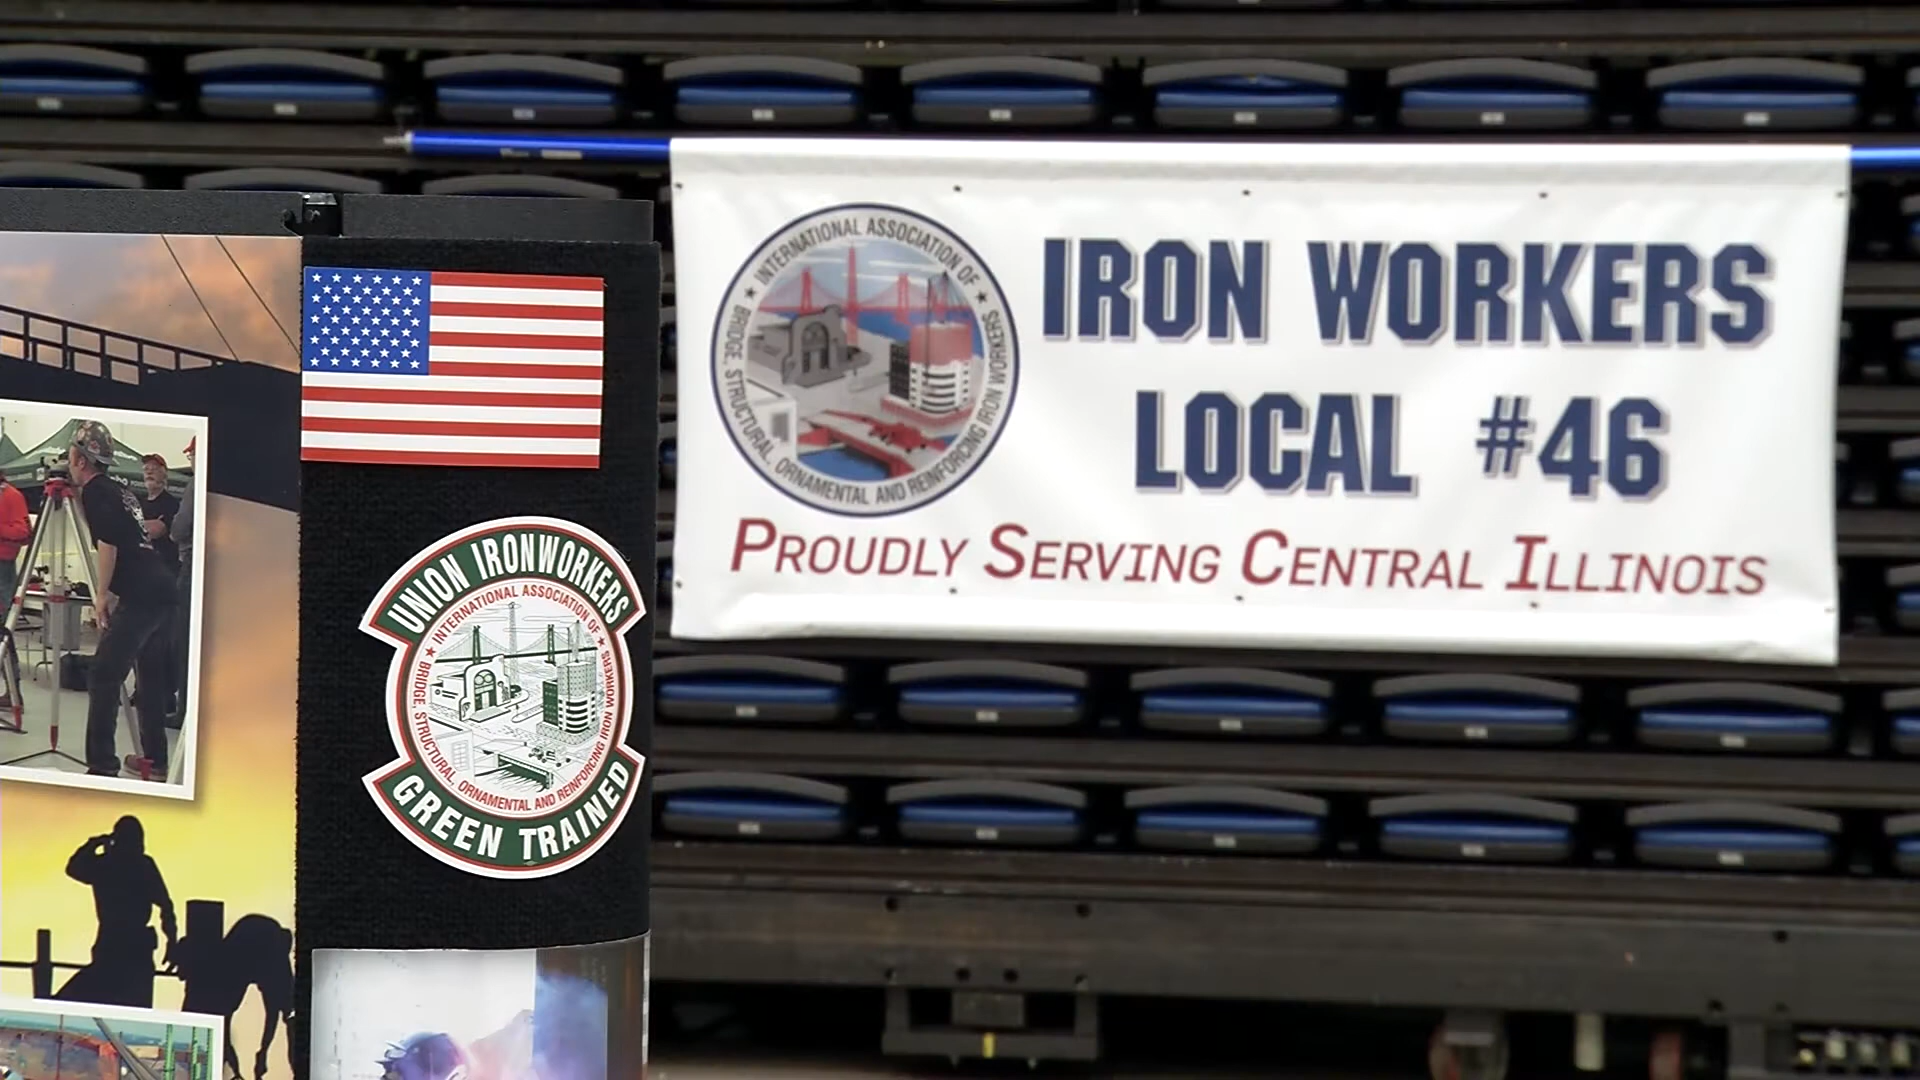 IRON WORKERS
LOCAL #46
PROUDLY SERVING CENTRAL ILLINOIS
INTERNATIONAL ASSOCIATION OF
BRIDGE, STRUCTURAL, ORNAMENTAL AND REINFORCING IRON WORKERS
UNION IRONWORKERS
INTERNATIONAL ASSOCIATION OF
BRIDGE, STRUCTURAL, ORNAMENTAL AND REINFORCING IRON WORKERS
GREEN TRAINED